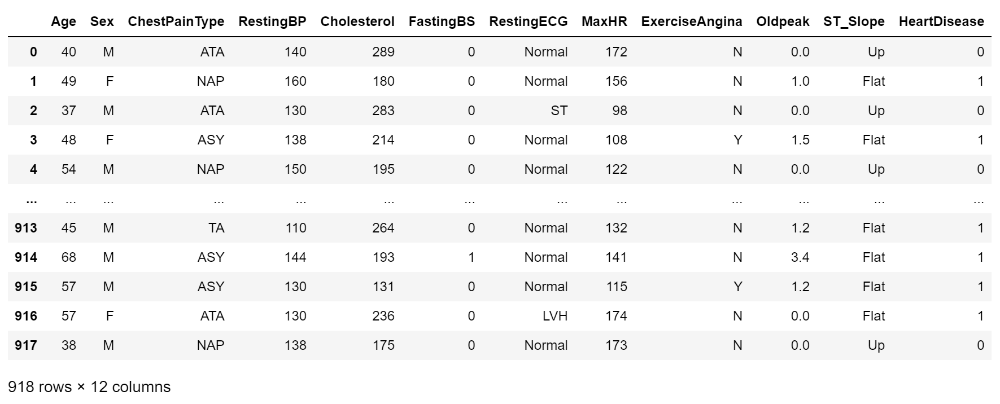 Age Sex ChestPainType RestingBP Cholesterol FastingBS RestingECG MaxHR ExerciseAngina Oldpeak ST_Slope HeartDisease
0 40 M ATA 140 289 0 Normal 172 N 0.0 Up 0
1 49 F NAP 160 180 0 Normal 156 N 1.0 Flat 1
2 37 M ATA 130 283 0 ST 98 N 0.0 Up 0
3 48 F ASY 138 214 0 Normal 108 Y 1.5 Flat 1
4 54 M NAP 150 195 0 Normal 122 N 0.0 Up 0
... ... ... ... ... ... ... ... ... ... ... ... ...
913 45 M TA 110 264 0 Normal 132 N 1.2 Flat 1
914 68 M ASY 144 193 1 Normal 141 N 3.4 Flat 1
915 57 M ASY 130 131 0 Normal 115 Y 1.2 Flat 1
916 57 F ATA 130 236 0 LVH 174 N 0.0 Flat 1
917 38 M NAP 138 175 0 Normal 173 N 0.0 Up 0
918 rows × 12 columns